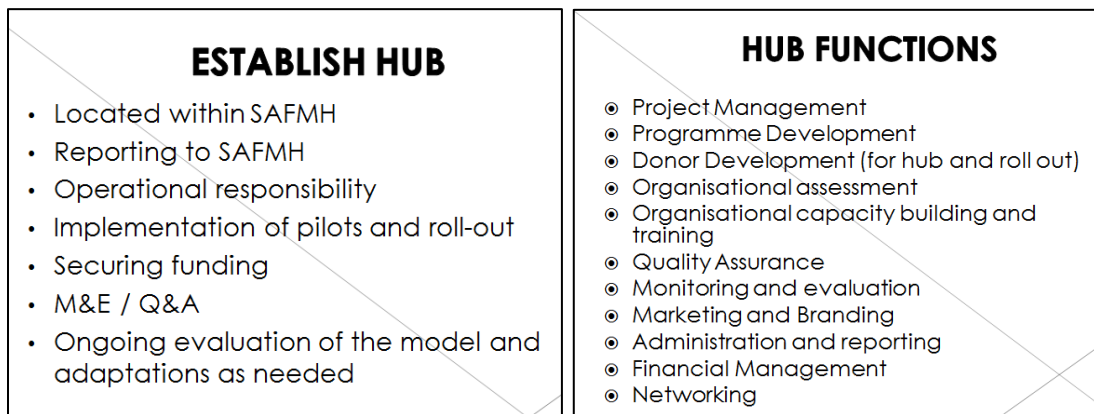 ESTABLISH HUB
• Located within SAFMH
• Reporting to SAFMH
• Operational responsibility
• Implementation of pilots and roll-out
• Securing funding
• M&E / Q&A
• Ongoing evaluation of the model and
adaptations as needed
HUB FUNCTIONS
⦿ Project Management
⦿ Programme Development
⦿ Donor Development (for hub and roll out)
⦿ Organisational assessment
⦿ Organisational capacity building and
training
⦿ Quality Assurance
⦿ Monitoring and evaluation
⦿ Marketing and Branding
⦿ Administration and reporting
⦿ Financial Management
⦿ Networking